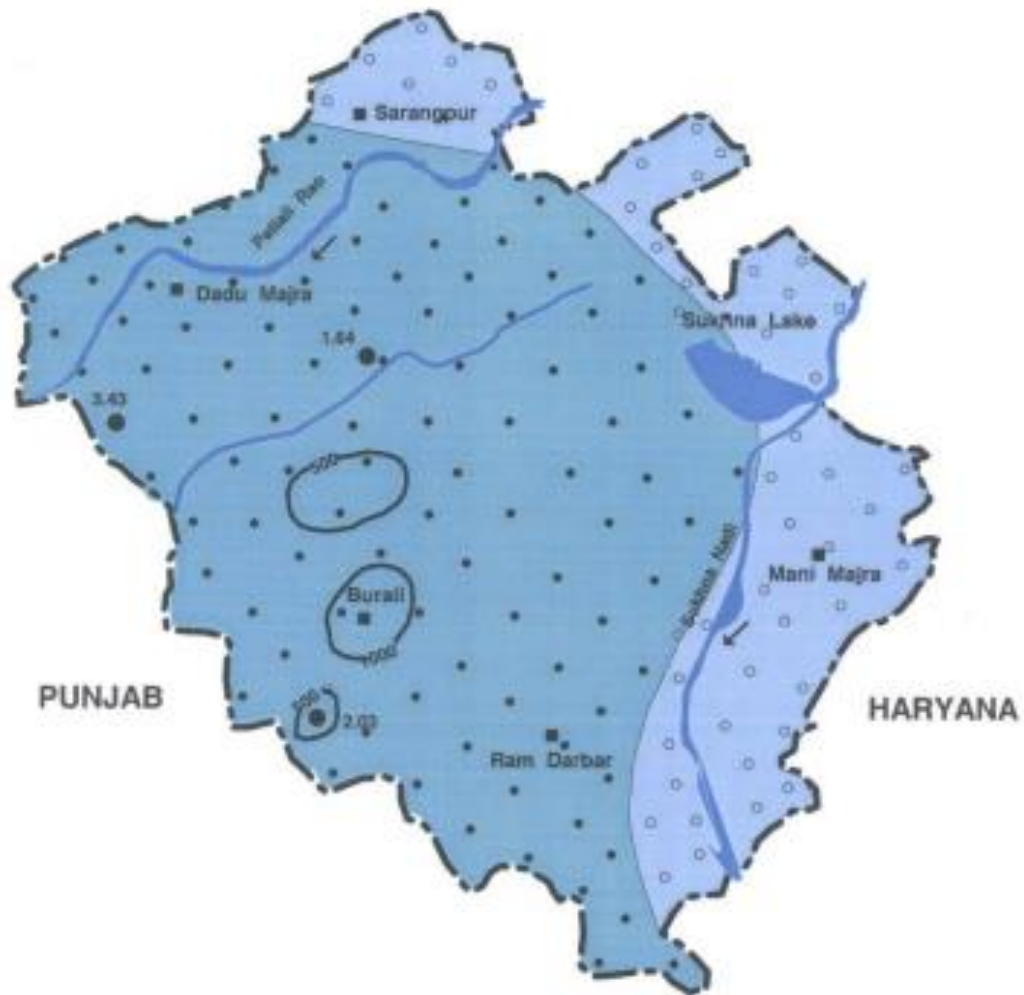 Sarangpur
Patiali Rao
Dadu Majra
Sukhna Lake
1.64
3.43
500
Sukhna Nadi
Mani Majra
Burail
1000
PUNJAB
HARYANA
500
2.03
Ram Darbar